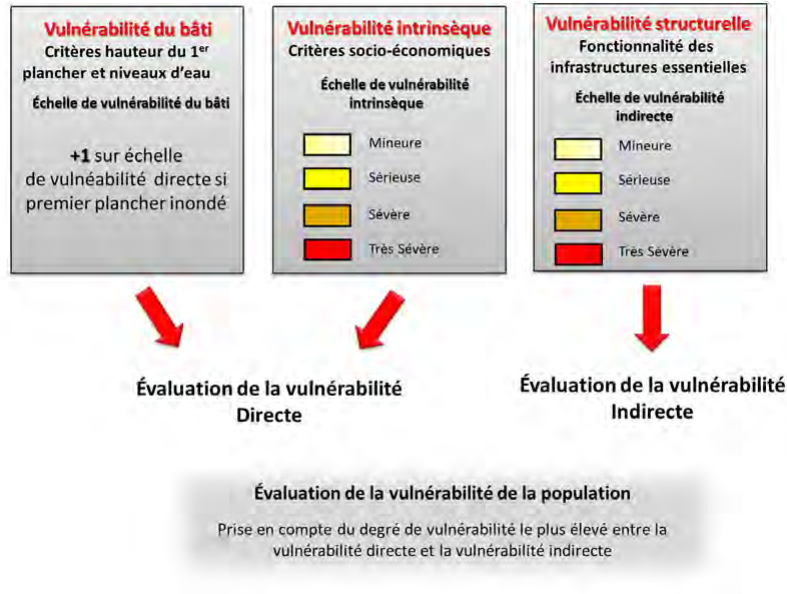 Vulnérabilité du bâti
Critères hauteur du 1er
plancher et niveaux d'eau
Échelle de vulnérabilité du bâti
+1 sur échelle
de vulnéabilité directe si
premier plancher inondé
Vulnérabilité intrinsèque
Critères socio-économiques
Échelle de vulnérabilité
intrinsèque
Mineure
Sérieuse
Sévère
Très Sévère
Vulnérabilité structurelle
Fonctionnalité des
infrastructures essentielles
Échelle de vulnérabilité
indirecte
Mineure
Sérieuse
Sévère
Très Sévère
Évaluation de la vulnérabilité
Directe
Évaluation de la vulnérabilité
Indirecte
Évaluation de la vulnérabilité de la population
Prise en compte du degré de vulnérabilité le plus élevé entre la
vulnérabilité directe et la vulnérabilité indirecte